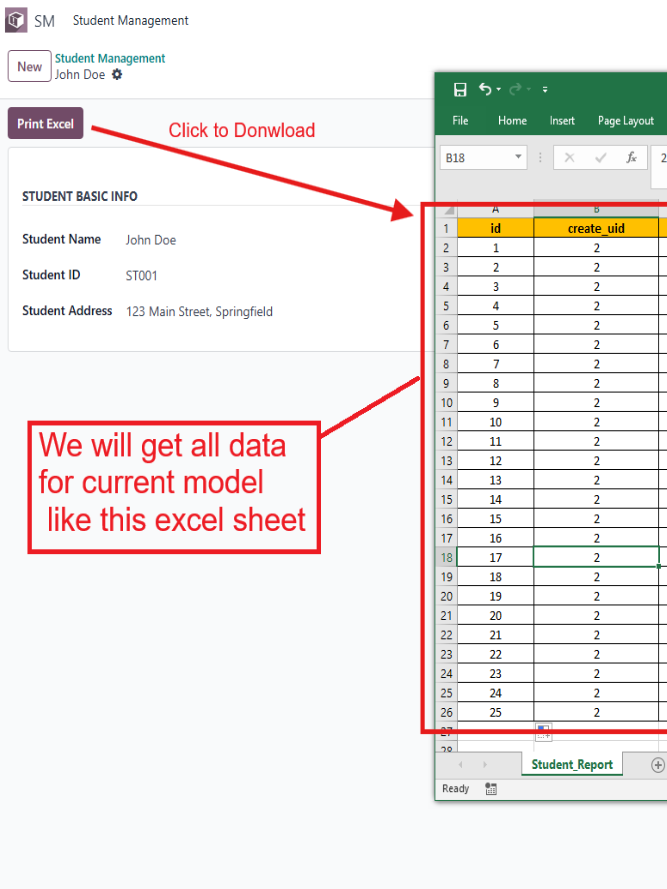 SM Student Management
New
Student Management
John Doe
Print Excel
Click to Donwload
STUDENT BASIC INFO
Student Name John Doe
Student ID ST001
Student Address 123 Main Street, Springfield
We will get all data
for current model
like this excel sheet
File Home Insert Page Layout
B18 fx 2
A B
1 id create_uid
2 1 2
3 2 2
4 3 2
5 4 2
6 5 2
7 6 2
8 7 2
9 8 2
10 9 2
11 10 2
12 11 2
13 12 2
14 13 2
15 14 2
16 15 2
17 16 2
18 17 2
19 18 2
20 19 2
21 20 2
22 21 2
23 22 2
24 23 2
25 24 2
26 25 2
27
28
Student_Report
Ready